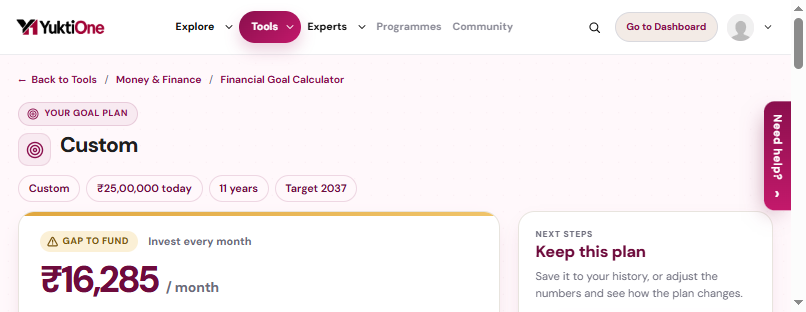 YuktiOne
Explore Tools Experts Programmes Community Go to Dashboard
← Back to Tools / Money & Finance / Financial Goal Calculator
YOUR GOAL PLAN
Custom
Custom ₹25,00,000 today 11 years Target 2037
Need help? ›
GAP TO FUND Invest every month
₹16,285 / month
NEXT STEPS
Keep this plan
Save it to your history, or adjust the
numbers and see how the plan changes.